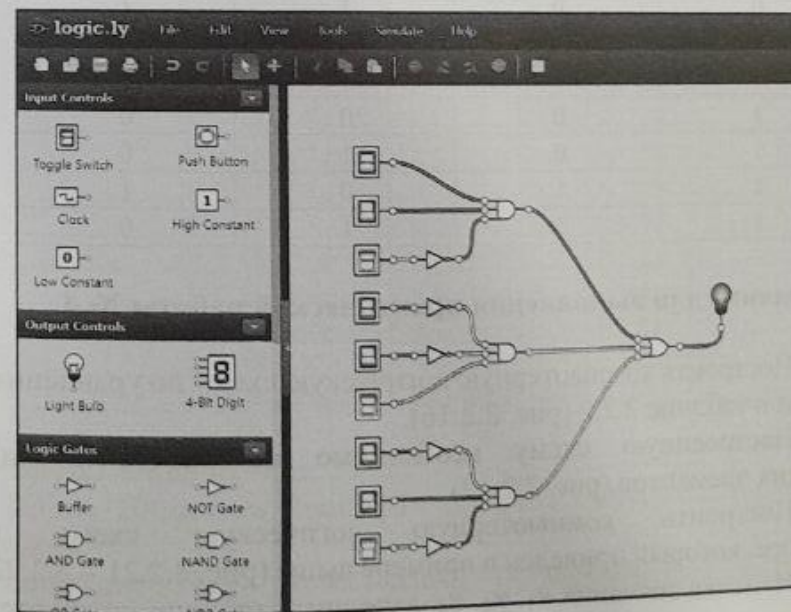 logic.ly File Edit View Tools Simulate Help
Input Controls
Toggle Switch Push Button
Clock High Constant
1
0
Low Constant
Output Controls
Light Bulb 4-Bit Digit
Logic Gates
Buffer NOT Gate
AND Gate NAND Gate